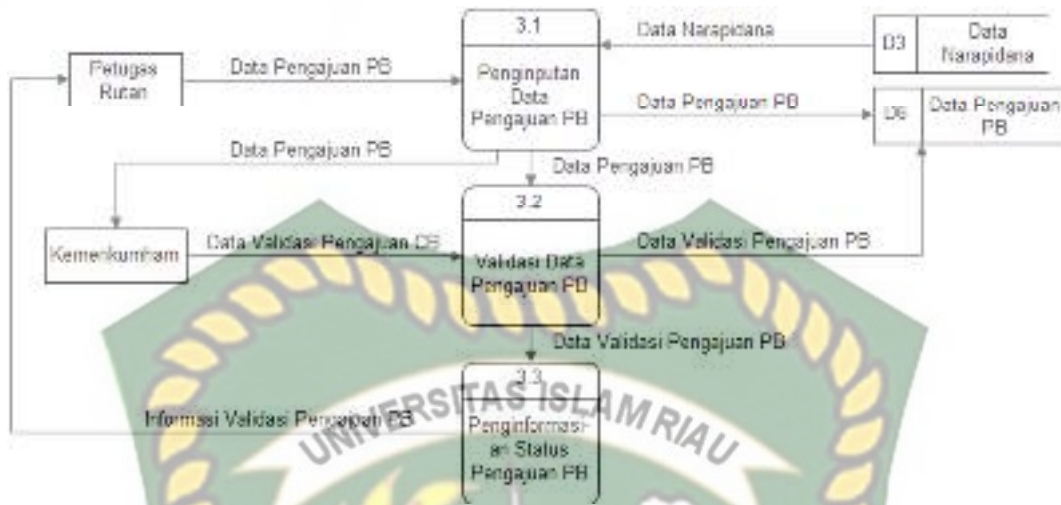 3.1
Penginputan
Data
Pengajuan PB
Data Narapidana
D3
Data
Narapidana
Petugas
Rutan
Data Pengajuan PB
Data Pengajuan PB
Data Pengajuan
PB
Data Pengajuan PB
Data Pengajuan PB
3.2
Validasi Data
Pengajuan PB
Kemenkumham
Data Validasi Pengajuan
Data Validasi Pengajuan PB
Data Validasi Pengajuan PB
3.3
Penginformasi-
an Status
Pengajuan PB
Informasi Validasi Pengajuan PB
UNIVERSITAS ISLAM RIAU